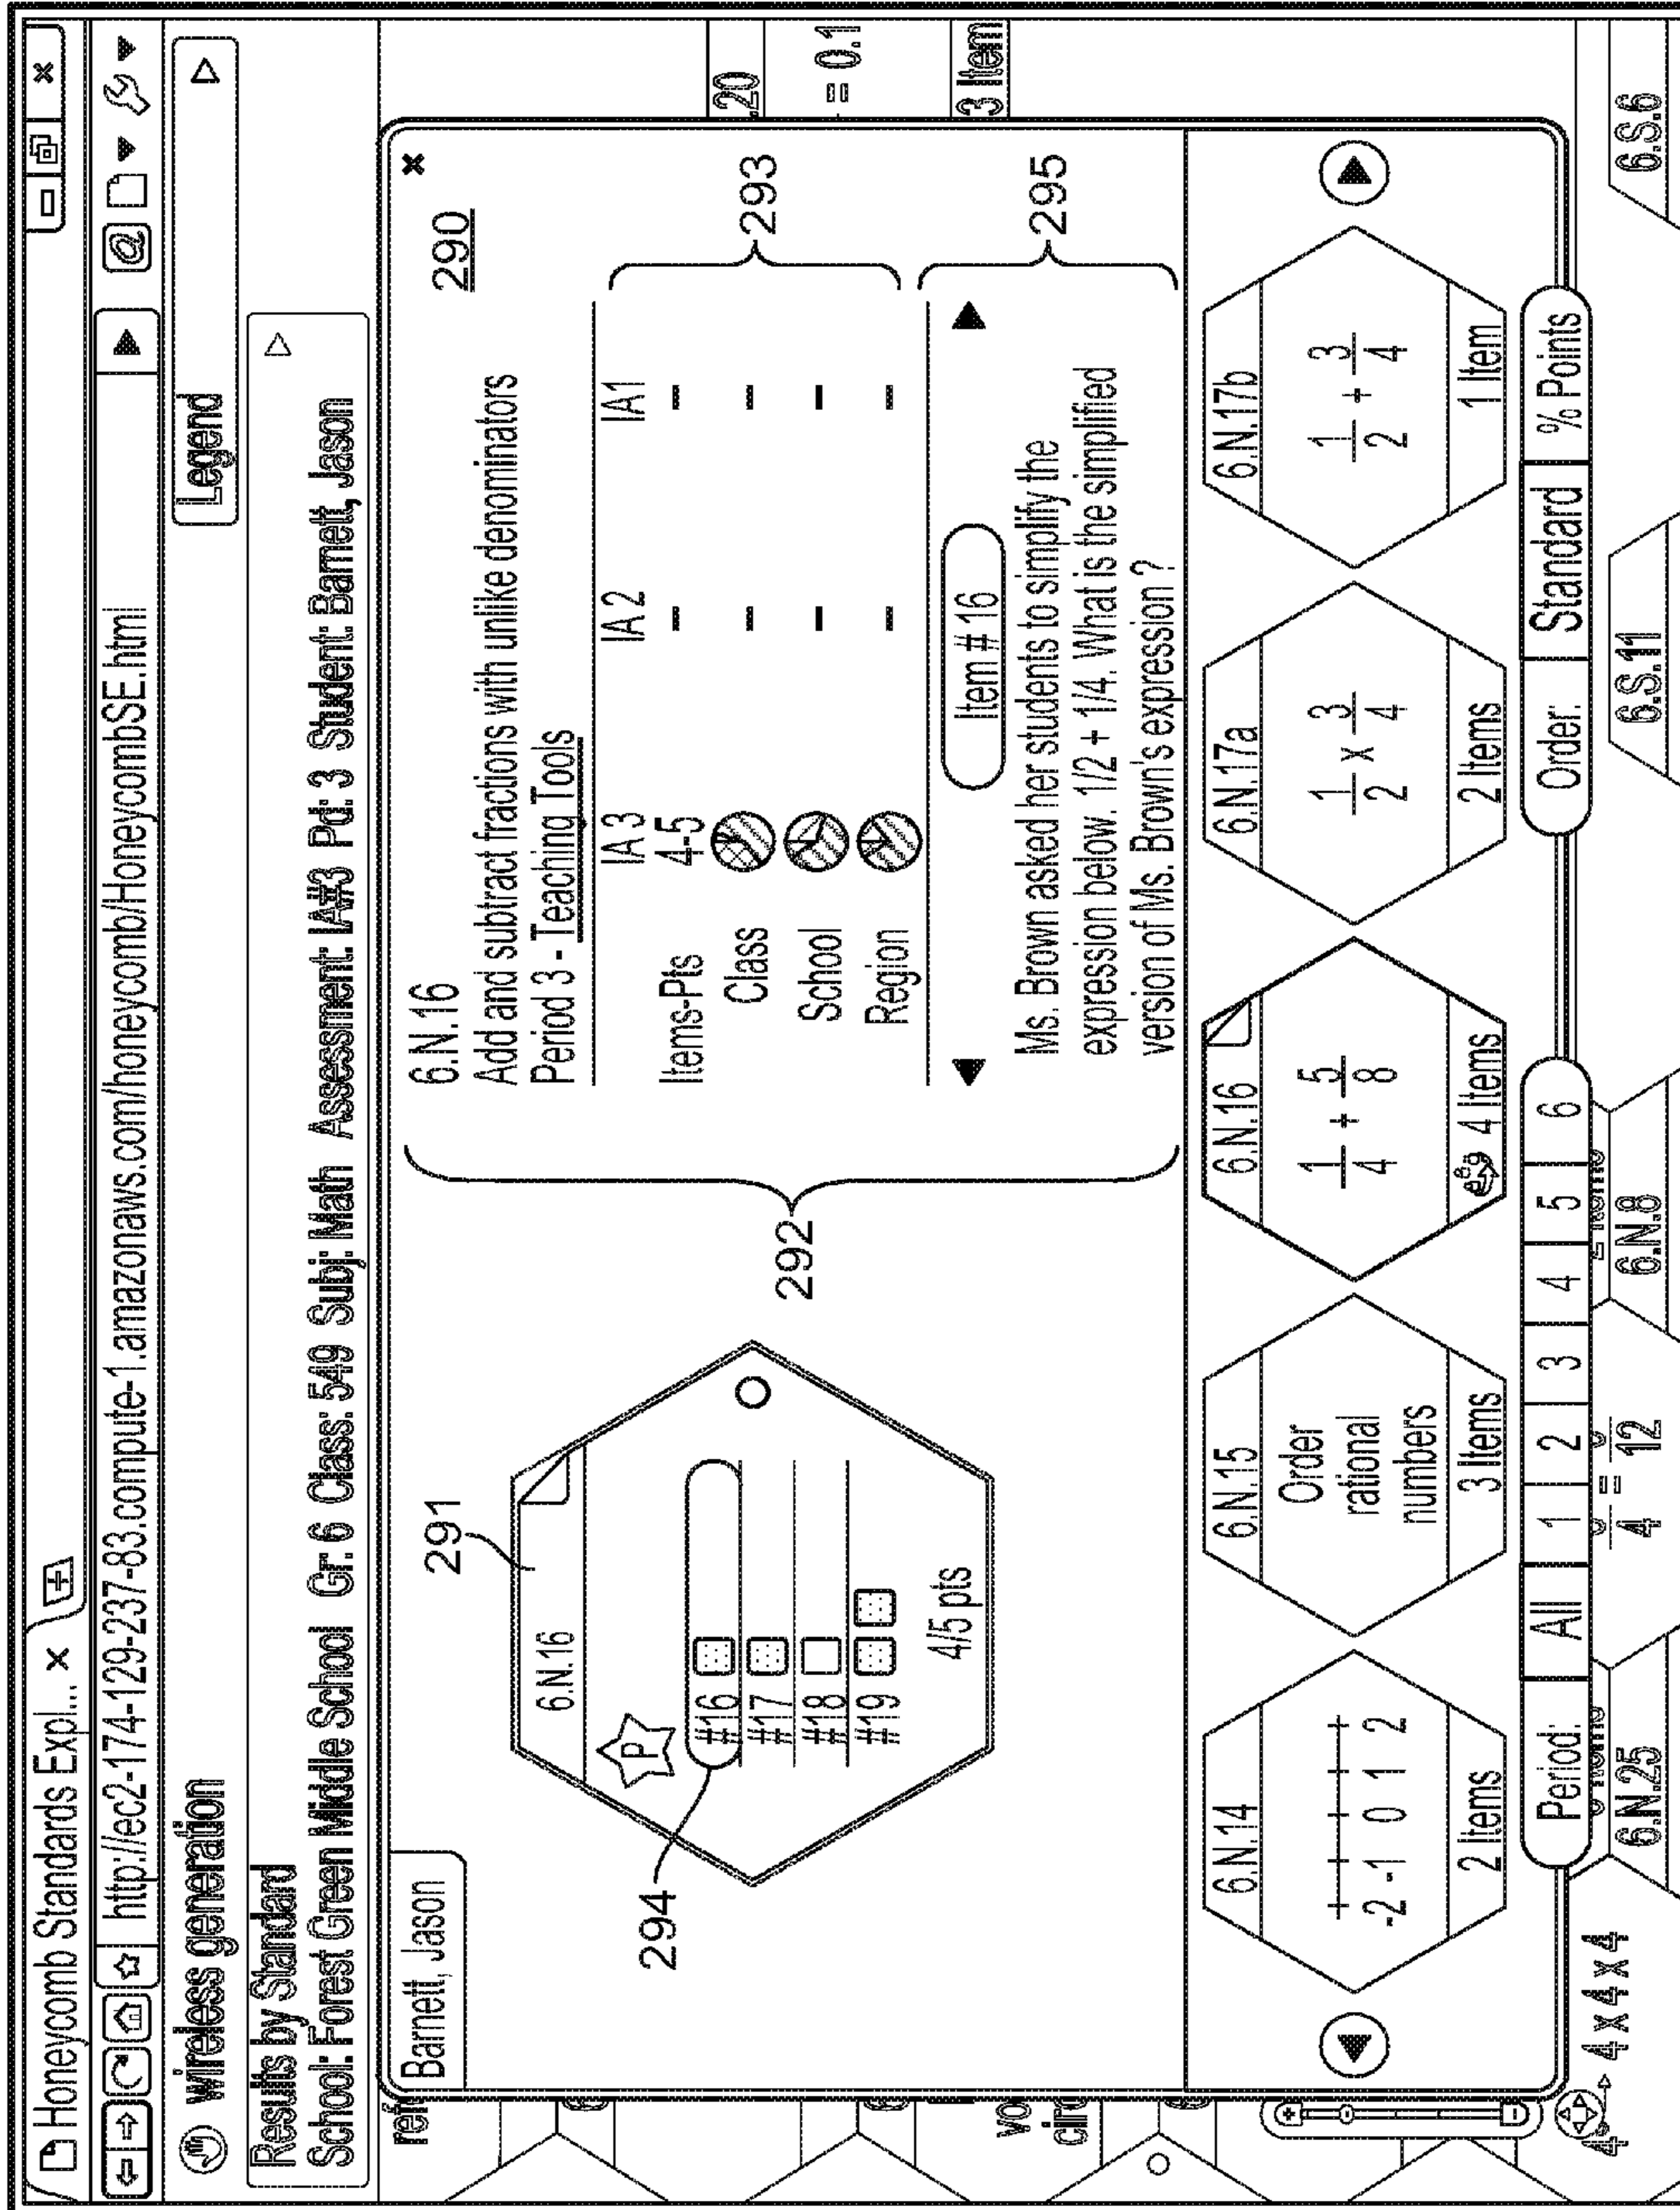 Honeycomb Standards Expl... ×
http://ec2-174-129-237-83.compute-1.amazonaws.com/honeycomb/HoneycombSE.html
wireless generation
Legend
Results by Standard
School: Forest Green Middle School Gr: 6 Class: 549 Subj: Math Assessment: IA#3 Pd: 3 Student: Barnett, Jason
Barnett, Jason
290
291
6.N.16
P
#16
#17
#18
#19
4/5 pts
294
292
6.N.16
Add and subtract fractions with unlike denominators
Period 3 - Teaching Tools
IA 3 IA 2 IA1
Items-Pts 4-5 - -
Class - -
School - -
Region - -
293
Item # 16
Ms. Brown asked her students to simplify the
expression below. 1/2 + 1/4. What is the simplified
version of Ms. Brown's expression ?
295
6.N.14
-2 -1 0 1 2
2 Items
6.N.15
Order
rational
numbers
3 Items
6.N.16
1/4 + 5/8
4 Items
6.N.17a
1/2 x 3/4
2 Items
6.N.17b
1/2 + 3/4
1 Item
Period: All 1 2 3 4 5 6
Order: Standard % Points
.20
= 0.1
3 Item
4 x 4 x 4
6.N.25
4 = 12
6.N.8
6.S.11
6.S.6